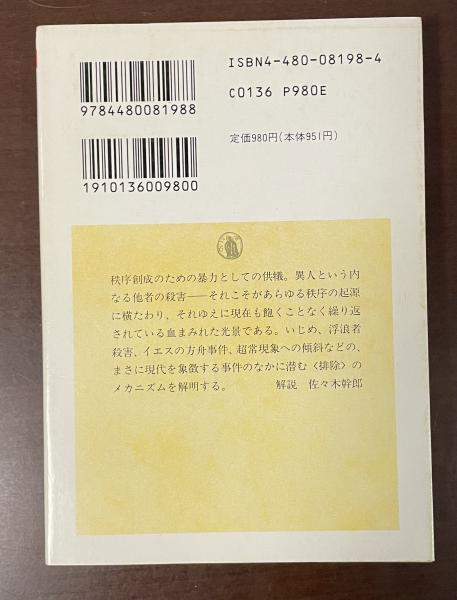 ISBN4-480-08198-4
C0136 P980E
9784480081988
定価980円(本体951円)
1910136009800
秩序創成のための暴力としての供犠。異人という内
なる他者の殺害──それこそがあらゆる秩序の起源
に横たわり、それゆえに現在も飽くことなく繰り返
されている血まみれた光景である。いじめ、浮浪者
殺害、イエスの方舟事件、超常現象への傾斜などの、
まさに現代を象徴する事件のなかに潜む〈排除〉の
メカニズムを解明する。 解説 佐々木幹郎